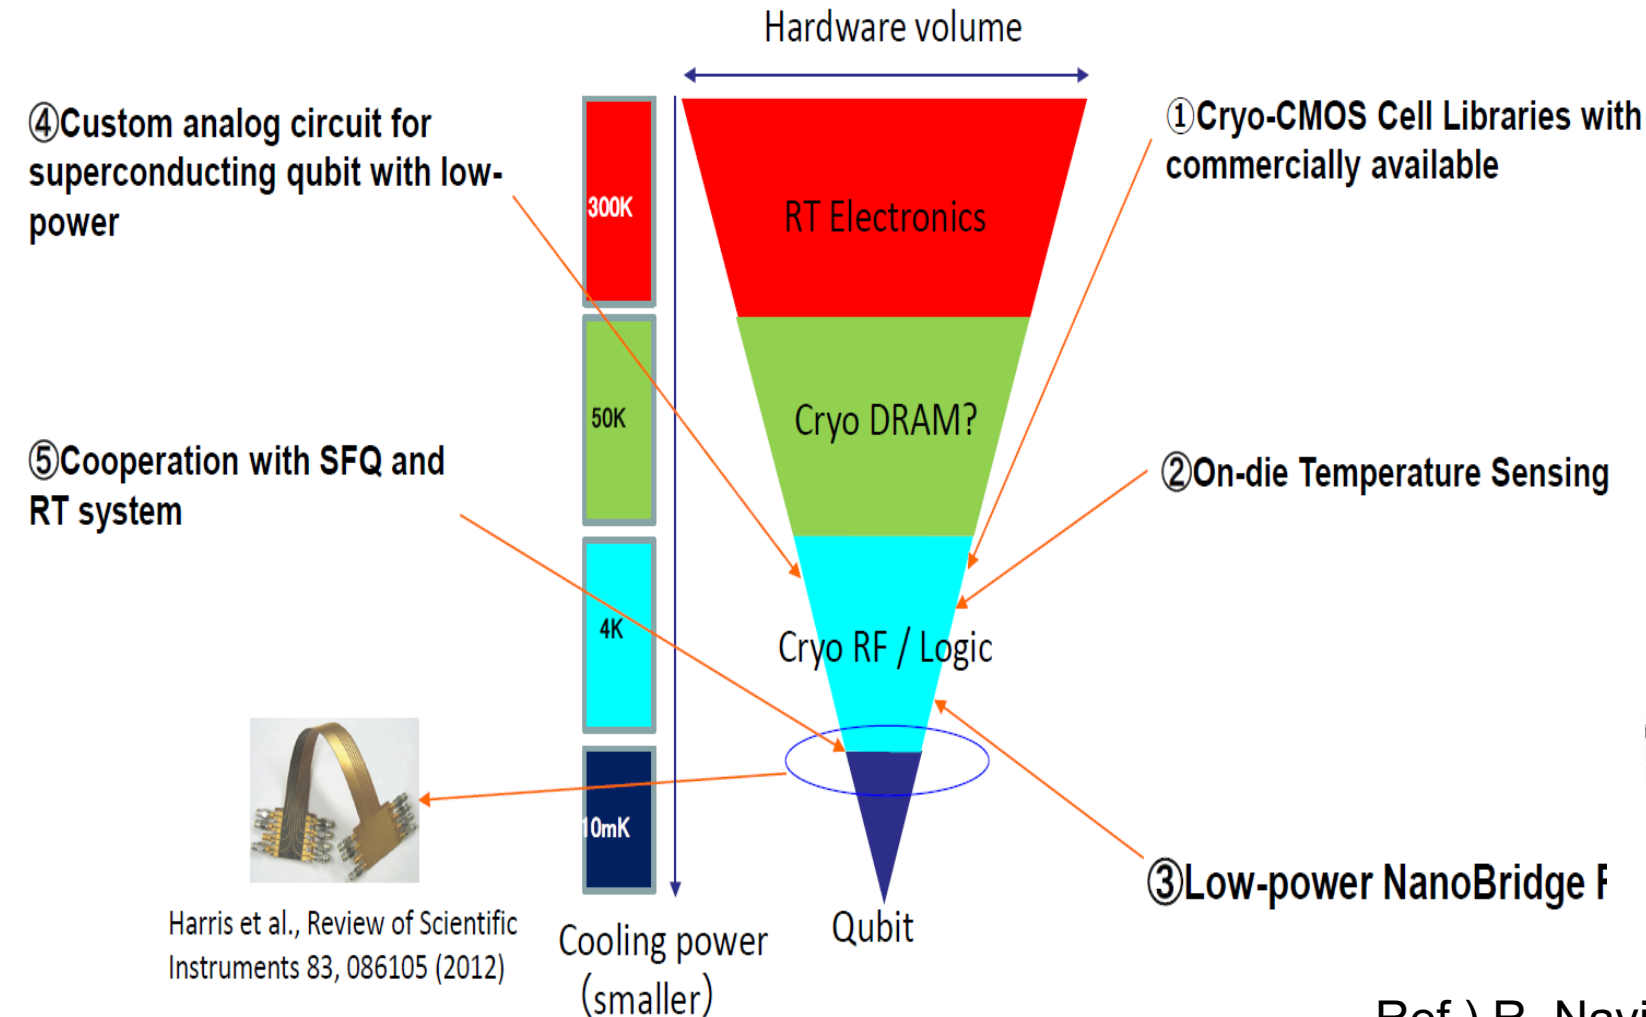 Hardware volume
④Custom analog circuit for
superconducting qubit with low-
power
①Cryo-CMOS Cell Libraries with
commercially available
300K
RT Electronics
50K
Cryo DRAM?
⑤Cooperation with SFQ and
RT system
②On-die Temperature Sensing
4K
Cryo RF / Logic
10mK
③Low-power NanoBridge
Harris et al., Review of Scientific
Instruments 83, 086105 (2012)
Cooling power
(smaller)
Qubit
Ref.) R.